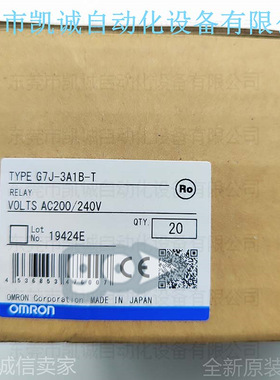 市凯诚自动化设备有限公
TYPE G7J-3A1B-T
RELAY
VOLTS AC200/240V
Ro
Lot No. 19424E
QTY. 20
OMRON Corporation MADE IN JAPAN
OMRON
诚信卖家
全新原装